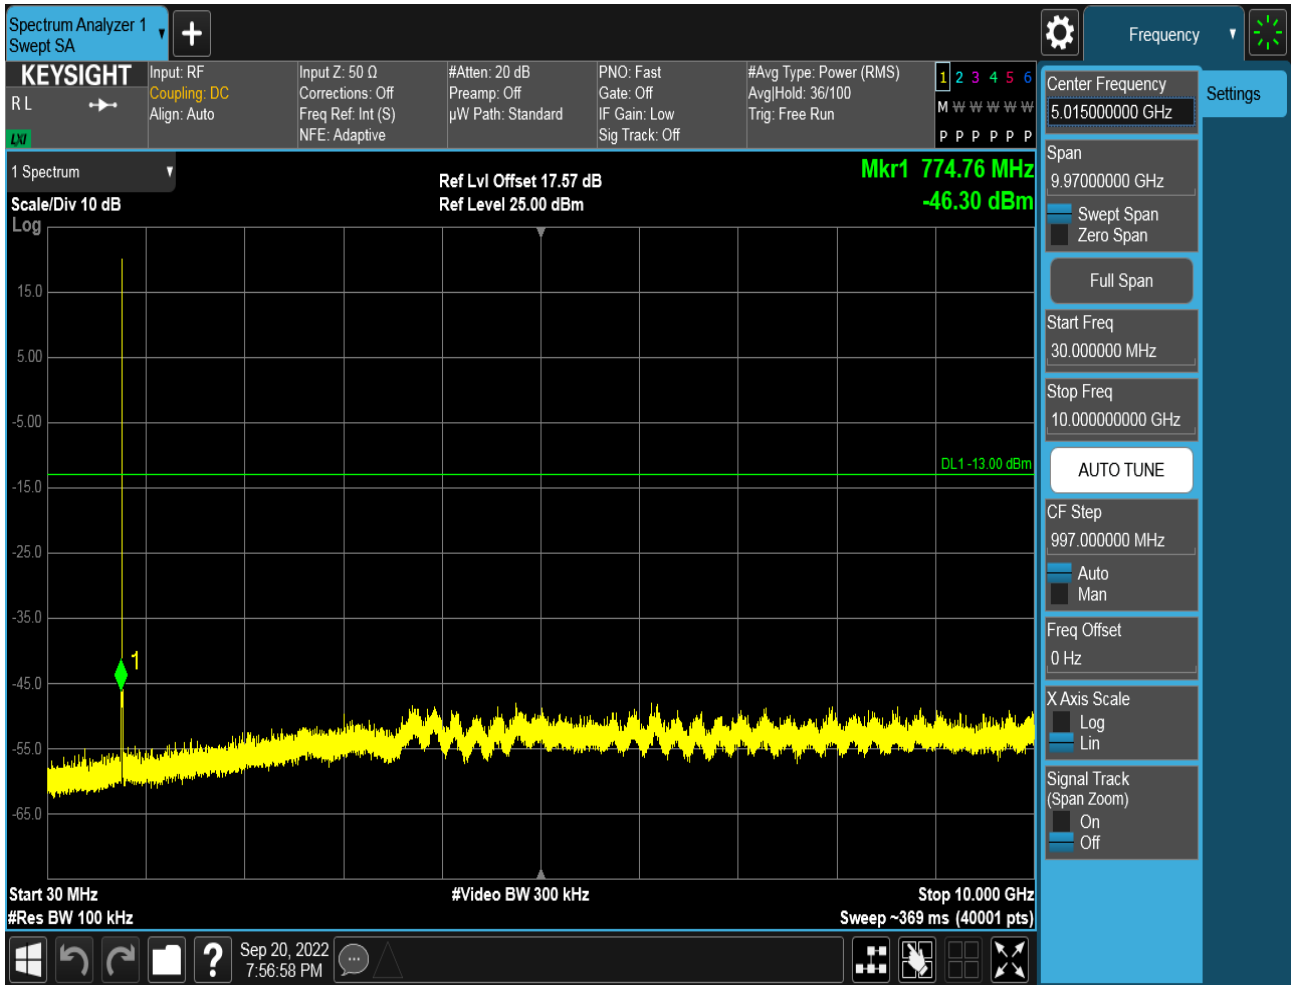 Spectrum Analyzer 1
Swept SA
Frequency
KEYSIGHT
R L
LXI
Input: RF
Coupling: DC
Align: Auto
Input Z: 50 Ω
Corrections: Off
Freq Ref: Int (S)
NFE: Adaptive
#Atten: 20 dB
Preamp: Off
µW Path: Standard
PNO: Fast
Gate: Off
IF Gain: Low
Sig Track: Off
#Avg Type: Power (RMS)
Avg|Hold: 36/100
Trig: Free Run
1 2 3 4 5 6
M W W W W W
P P P P P P
1 Spectrum
Scale/Div 10 dB
Log
Ref Lvl Offset 17.57 dB
Ref Level 25.00 dBm
Mkr1 774.76 MHz
-46.30 dBm
15.0
5.00
-5.00
DL1 -13.00 dBm
-15.0
-25.0
-35.0
1
-45.0
-55.0
-65.0
Start 30 MHz
#Video BW 300 kHz
Stop 10.000 GHz
#Res BW 100 kHz
Sweep ~369 ms (40001 pts)
Center Frequency
5.015000000 GHz
Settings
Span
9.97000000 GHz
Swept Span
Zero Span
Full Span
Start Freq
30.000000 MHz
Stop Freq
10.000000000 GHz
AUTO TUNE
CF Step
997.000000 MHz
Auto
Man
Freq Offset
0 Hz
X Axis Scale
Log
Lin
Signal Track
(Span Zoom)
On
Off
?
Sep 20, 2022
7:56:58 PM